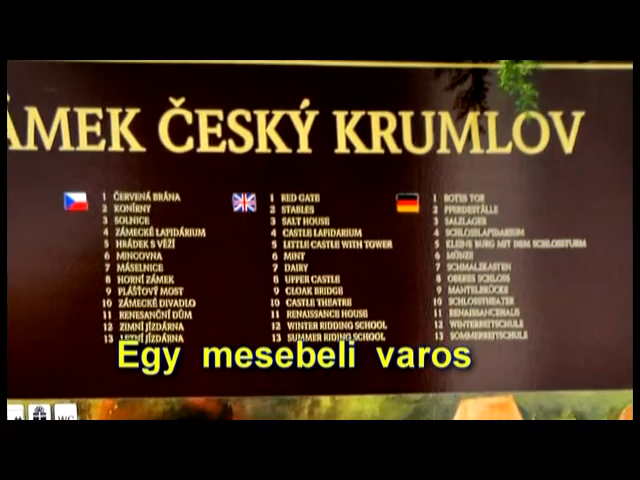 ZÁMEK ČESKÝ KRUMLOV
1 ČERVENÁ BRÁNA
2 KONÍRNY
3 SOLNICE
4 ZÁMECKÉ LAPIDÁRIUM
5 HRÁDEK S VĚŽÍ
6 MINCOVNA
7 MÁSELNICE
8 HORNÍ ZÁMEK
9 PLÁŠŤOVÝ MOST
10 ZÁMECKÉ DIVADLO
11 RENESANČNÍ DŮM
12 ZIMNÍ JÍZDÁRNA
13 LETNÍ JÍZDÁRNA
1 RED GATE
2 STABLES
3 SALT HOUSE
4 CASTLE LAPIDARIUM
5 LITTLE CASTLE WITH TOWER
6 MINT
7 DAIRY
8 UPPER CASTLE
9 CLOAK BRIDGE
10 CASTLE THEATRE
11 RENAISSANCE HOUSE
12 WINTER RIDDING SCHOOL
13 SUMMER RIDING SCHOOL
1 ROTES TOR
2 PFERDESTÄLLE
3 SALZLAGER
4 SCHLOSSLAPIDARIUM
5 KLEINE BURG MIT DEM SCHLOSSTURM
6 MÜNZE
7 SCHMALZKASTEN
8 OBERES SCHLOSS
9 MANTELBRÜCKE
10 SCHLOSSTHEATER
11 RENAISSANCEHAUS
12 WINTERREITSCHULE
13 SOMMERREITSCHULE
Egy mesebeli varos
WC